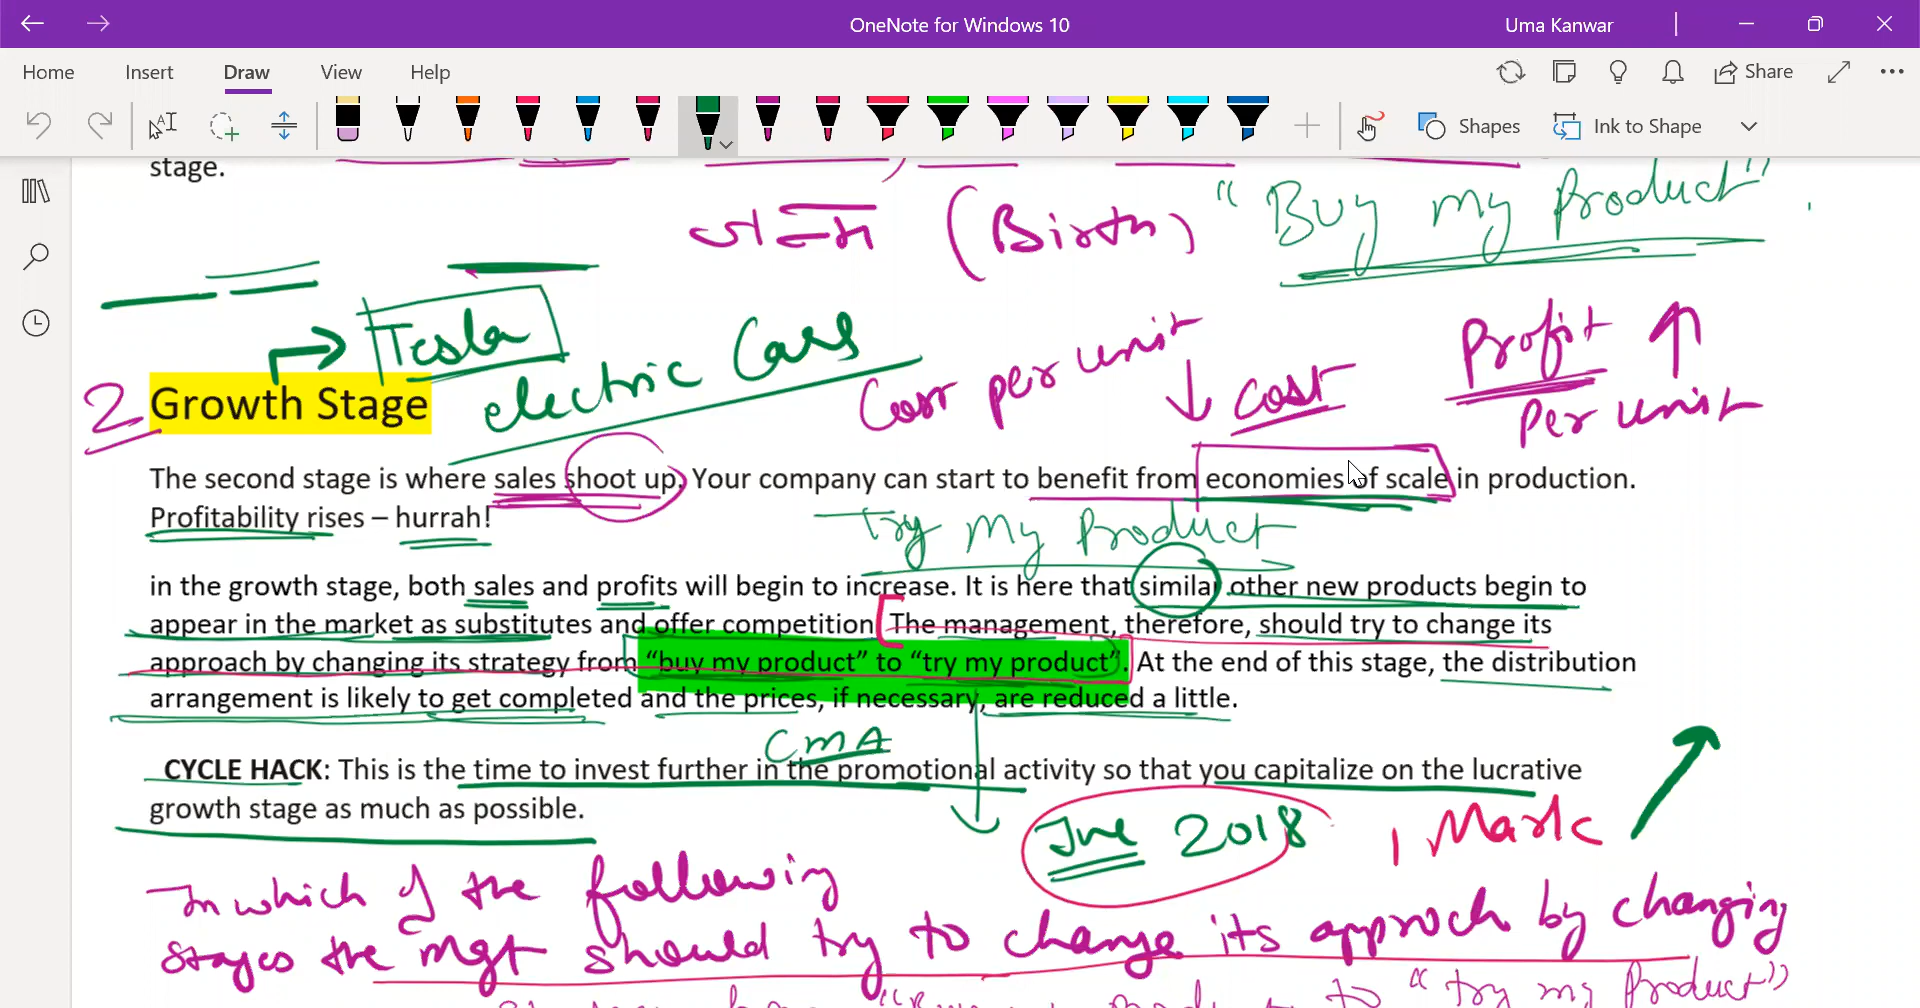 OneNote for Windows 10
Uma Kanwar
Home Insert Draw View Help
Share
Shapes
Ink to Shape
stage.
(Birth)
"Buy my Product"
Tesla
electric Cars
Cost per unit
↓ cost
Profit ↑
Per unit
2 Growth Stage
The second stage is where sales shoot up. Your company can start to benefit from economies of scale in production.
Profitability rises – hurrah!
Try my Product
in the growth stage, both sales and profits will begin to increase. It is here that similar other new products begin to
appear in the market as substitutes and offer competition. The management, therefore, should try to change its
approach by changing its strategy from “buy my product” to “try my product”. At the end of this stage, the distribution
arrangement is likely to get completed and the prices, if necessary, are reduced a little.
CMA
CYCLE HACK: This is the time to invest further in the promotional activity so that you capitalize on the lucrative
growth stage as much as possible.
2018
1 Mark
In which of the following
stages the mgt should try to change its approch by changing
to "try my Product"